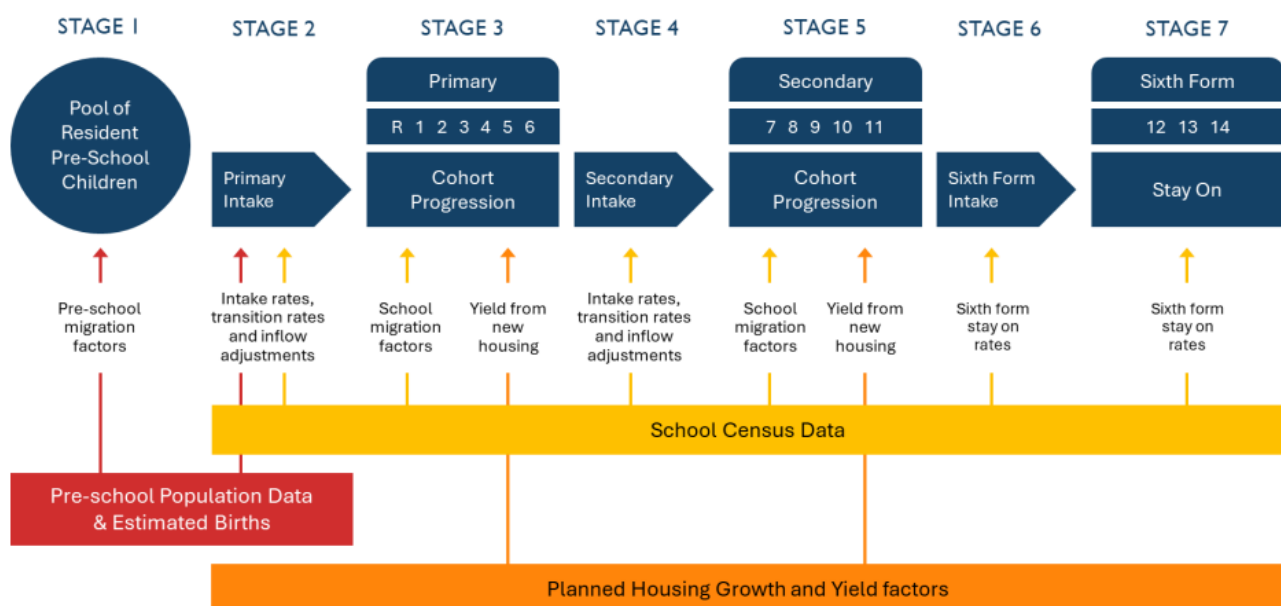 STAGE 1
STAGE 2
STAGE 3
STAGE 4
STAGE 5
STAGE 6
STAGE 7
Pool of
Resident
Pre-School
Children
Primary
Intake
Primary
R 1 2 3 4 5 6
Cohort
Progression
Secondary
Intake
Secondary
7 8 9 10 11
Cohort
Progression
Sixth Form
Intake
Sixth Form
12 13 14
Stay On
Pre-school
migration
factors
Intake rates,
transition rates
and inflow
adjustments
School
migration
factors
Yield from
new
housing
Intake rates,
transition rates
and inflow
adjustments
School
migration
factors
Yield from
new
housing
Sixth form
stay on
rates
Sixth form
stay on
rates
School Census Data
Pre-school Population Data
& Estimated Births
Planned Housing Growth and Yield factors